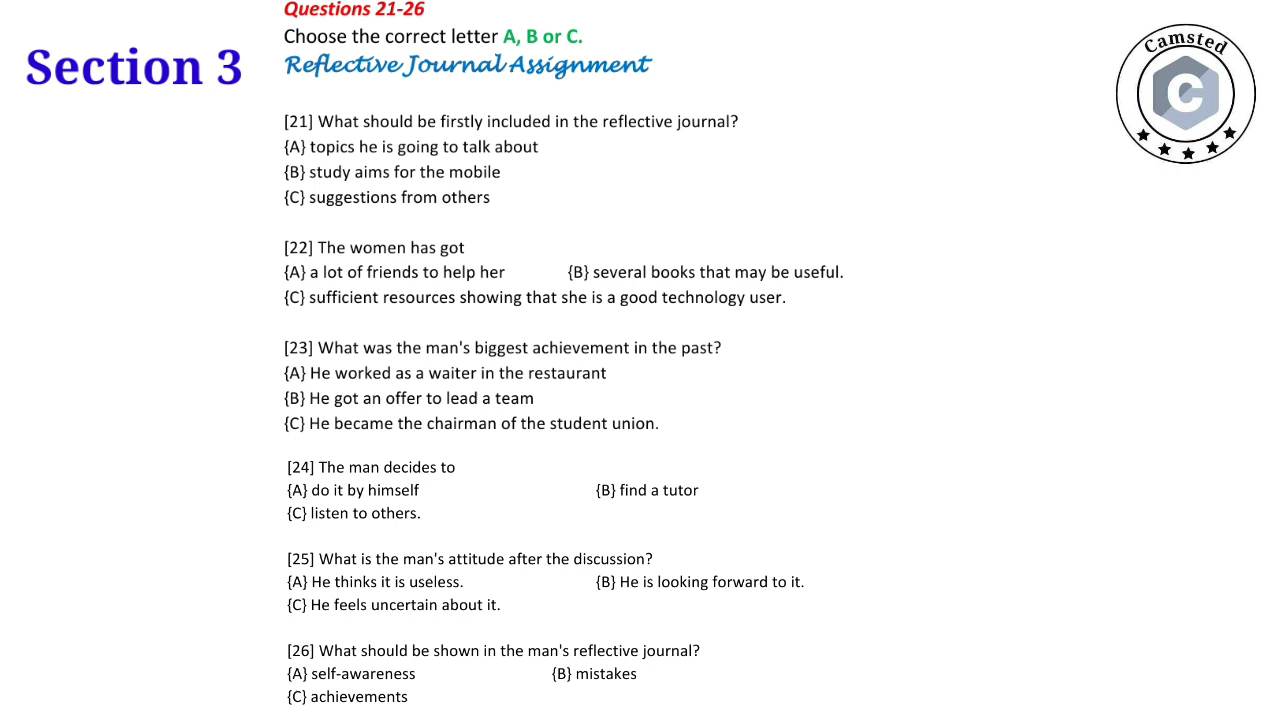 Questions 21-26
Choose the correct letter A, B or C.
Section 3
Reflective Journal Assignment
Camsted
C
[21] What should be firstly included in the reflective journal?
{A} topics he is going to talk about
{B} study aims for the mobile
{C} suggestions from others
[22] The women has got
{A} a lot of friends to help her {B} several books that may be useful.
{C} sufficient resources showing that she is a good technology user.
[23] What was the man's biggest achievement in the past?
{A} He worked as a waiter in the restaurant
{B} He got an offer to lead a team
{C} He became the chairman of the student union.
[24] The man decides to
{A} do it by himself {B} find a tutor
{C} listen to others.
[25] What is the man's attitude after the discussion?
{A} He thinks it is useless. {B} He is looking forward to it.
{C} He feels uncertain about it.
[26] What should be shown in the man's reflective journal?
{A} self-awareness {B} mistakes
{C} achievements